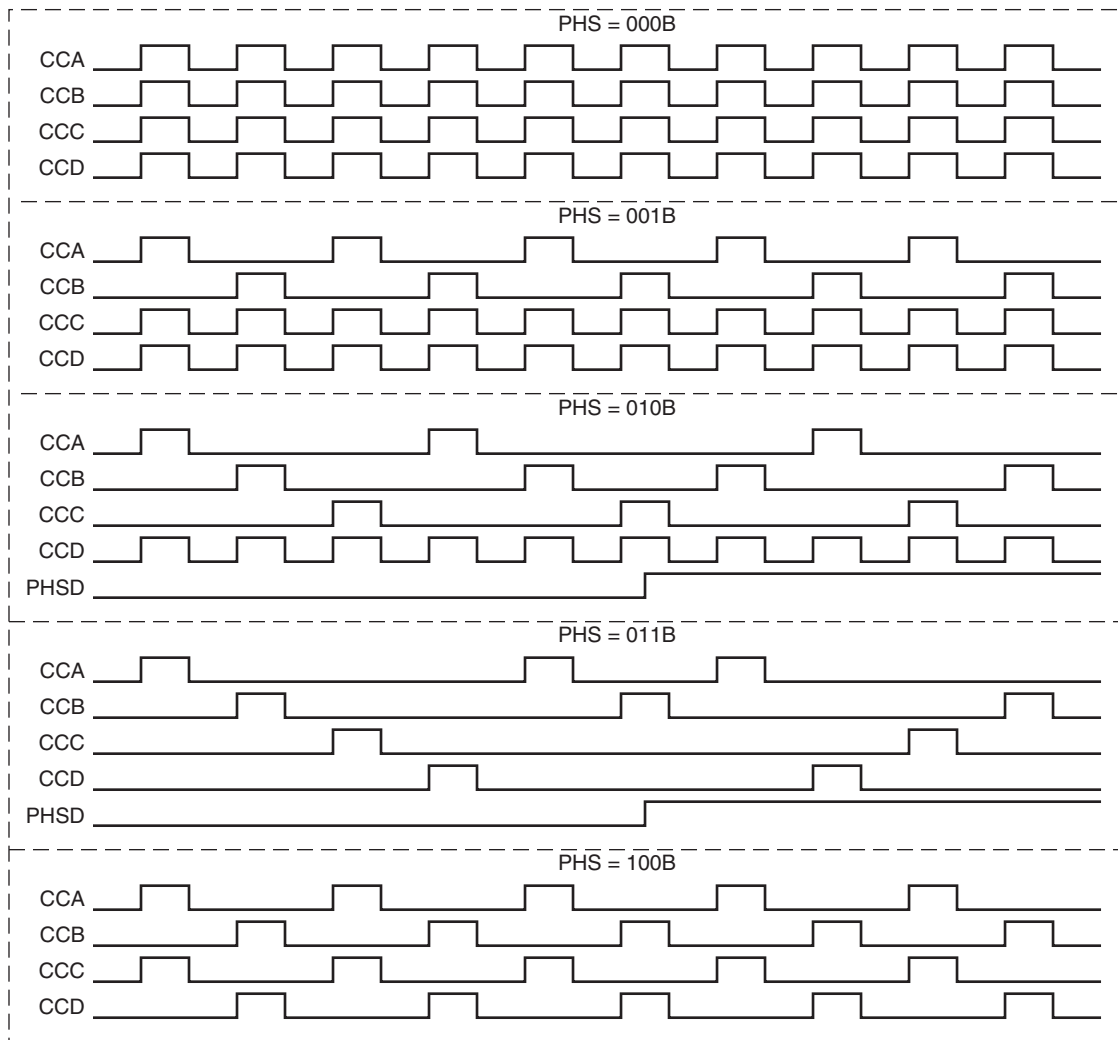 PHS = 000B
CCA
CCB
CCC
CCD
PHS = 001B
CCA
CCB
CCC
CCD
PHS = 010B
CCA
CCB
CCC
CCD
PHSD
PHS = 011B
CCA
CCB
CCC
CCD
PHSD
PHS = 100B
CCA
CCB
CCC
CCD